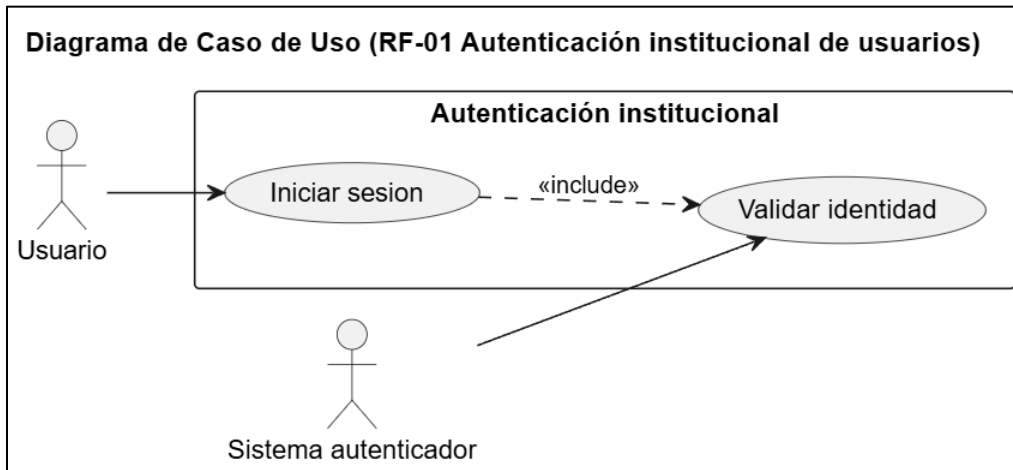 Diagrama de Caso de Uso (RF-01 Autenticación institucional de usuarios)
Autenticación institucional
Iniciar sesion
«include»
Validar identidad
Usuario
Sistema autenticador